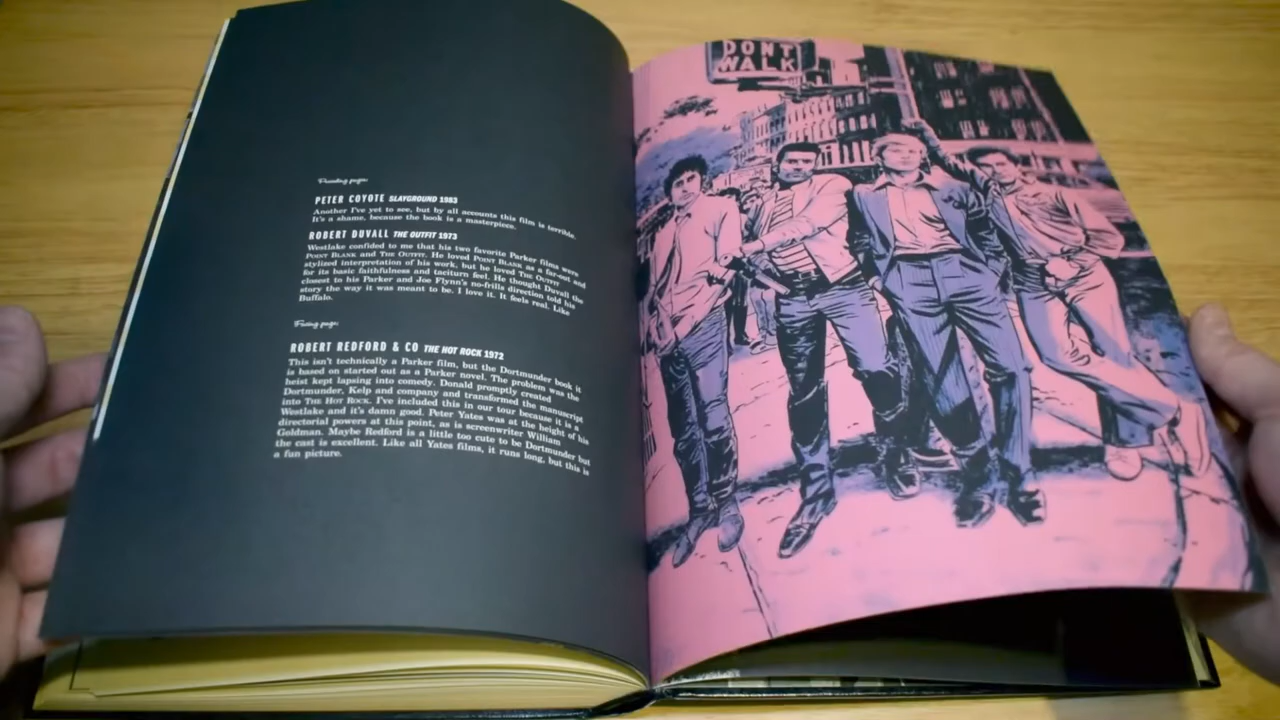 DONT
WALK
Preceding page:
PETER COYOTE SLAYGROUND 1983
Another I've yet to see, but by all accounts this film is terrible.
It's a shame, because the book is a masterpiece.
ROBERT DUVALL THE OUTFIT 1973
Westlake confided to me that his two favorite Parker films were
POINT BLANK and THE OUTFIT. He loved POINT BLANK as a far-out and
stylized interpretation of his work, but he loved THE OUTFIT
for its basic faithfulness and taciturn feel. He thought Duvall the
closest to his Parker and Joe Flynn's no-frills direction told his
story the way it was meant to be. I love it. It feels real. Like
Buffalo.
Facing page:
ROBERT REDFORD & CO THE HOT ROCK 1972
This isn't technically a Parker film, but the Dortmunder book it
is based on started out as a Parker novel. The problem was the
heist kept lapsing into comedy. Donald promptly created
Dortmunder, Kelp and company and transformed the manuscript
into THE HOT ROCK. I've included this in our tour because it is a
Westlake and it's damn good. Peter Yates was at the height of his
directorial powers at this point, as is screenwriter William
Goldman. Maybe Redford is a little too cute to be Dortmunder but
the cast is excellent. Like all Yates films, it runs long, but this is
a fun picture.